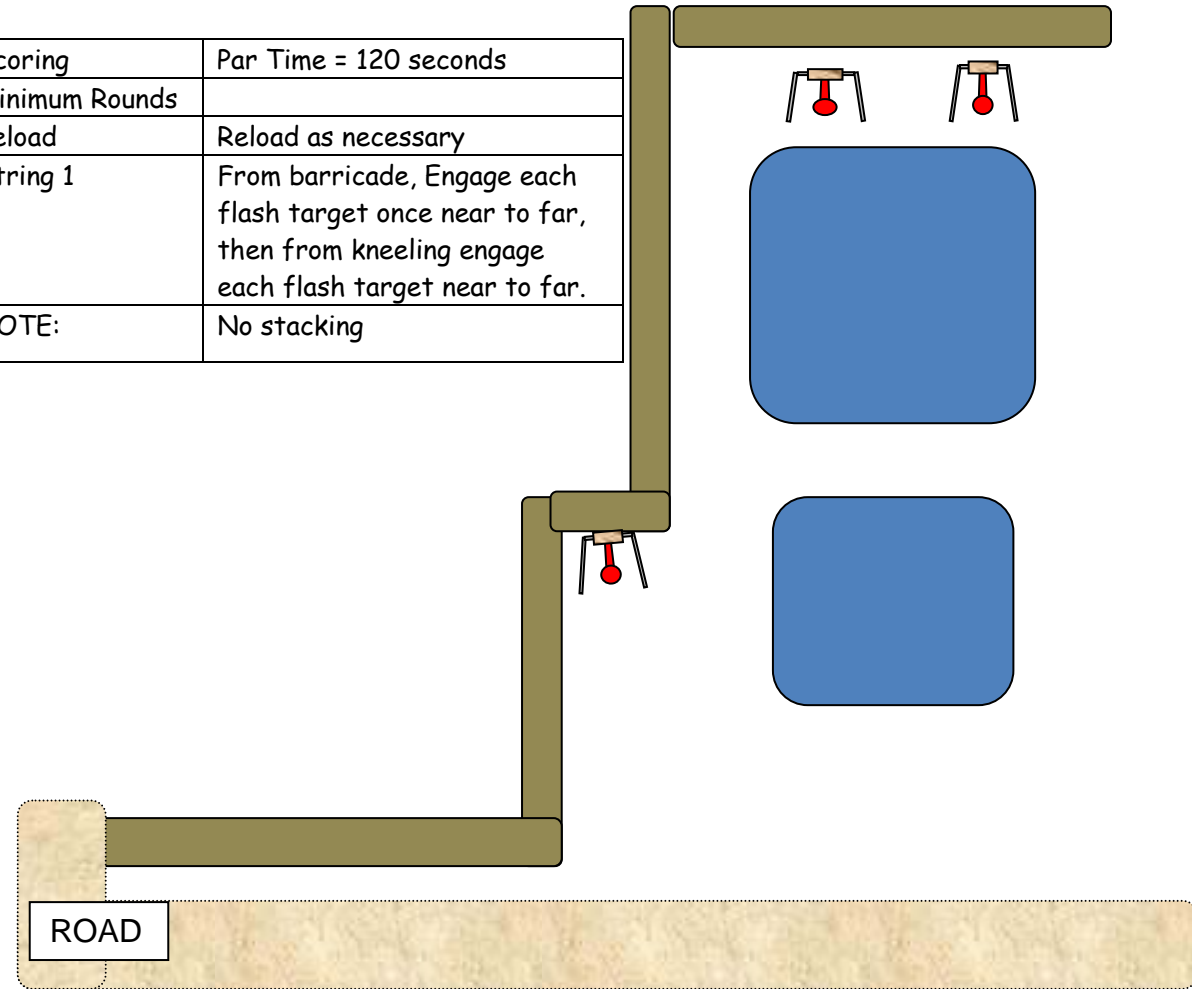 coring Par Time = 120 seconds
inimum Rounds
eload Reload as necessary
tring 1 From barricade, Engage each
flash target once near to far,
then from kneeling engage
each flash target near to far.
OTE: No stacking
ROAD